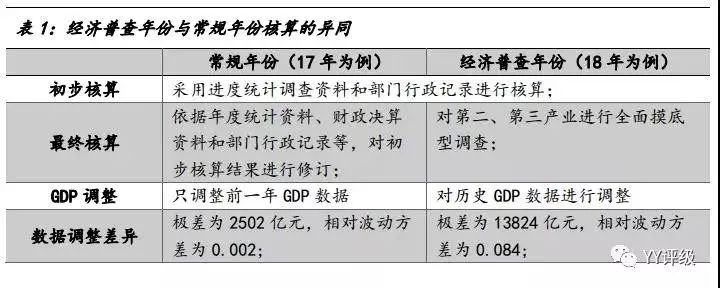 表 1：经济普查年份与常规年份核算的异同
常规年份（17 年为例） 经济普查年份（18 年为例）
初步核算 采用进度统计调查资料和部门行政记录进行核算；
最终核算 依据年度统计资料、财政决算资料和部门行政记录等，对初步核算结果进行修订； 对第二、第三产业进行全面摸底型调查；
GDP 调整 只调整前一年 GDP 数据 对历史 GDP 数据进行调整
数据调整差异 极差为 2502 亿元，相对波动方差为 0.002； 极差为 13824 亿元，相对波动方差为 0.084；
YY评级